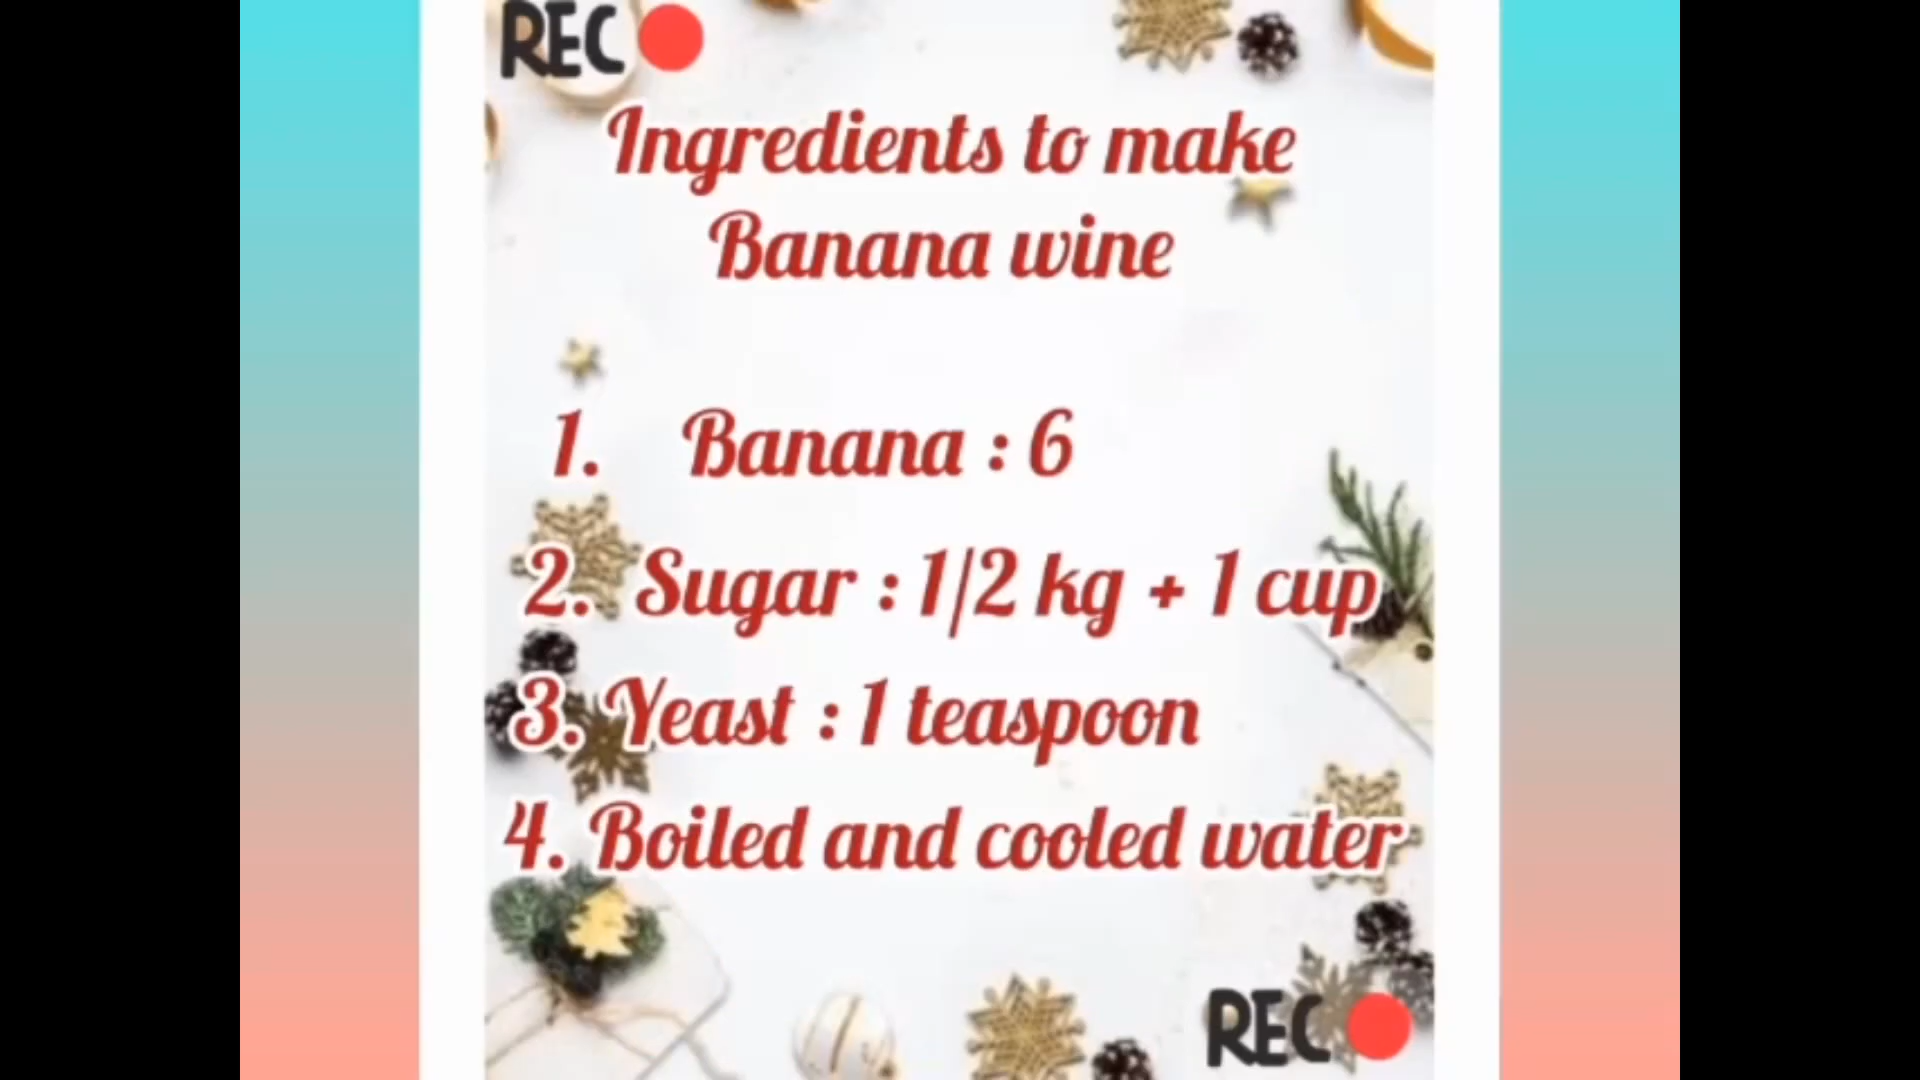 REC
Ingredients to make
Banana wine
1. Banana : 6
2. Sugar : 1/2 kg + 1 cup
3. Yeast : 1 teaspoon
4. Boiled and cooled water
REC